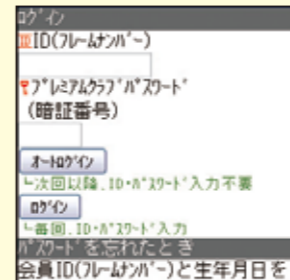 ログイン
ID(フレームナンバー)
プレミアムクラブパスワード
(暗証番号)
オートログイン
└次回以降、ID・パスワード入力不要
ログイン
└毎回、ID・パスワード入力
パスワードを忘れたとき
会員ID(フレームナンバー)と生年月日を